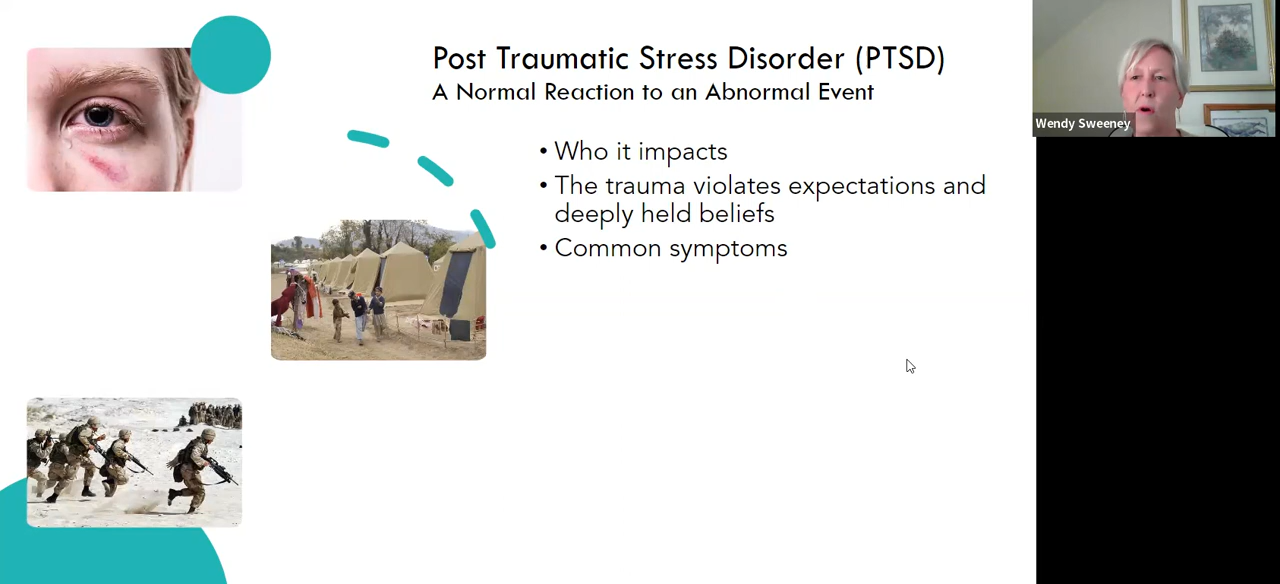 Post Traumatic Stress Disorder (PTSD)
A Normal Reaction to an Abnormal Event
• Who it impacts
• The trauma violates expectations and
deeply held beliefs
• Common symptoms
Wendy Sweeney